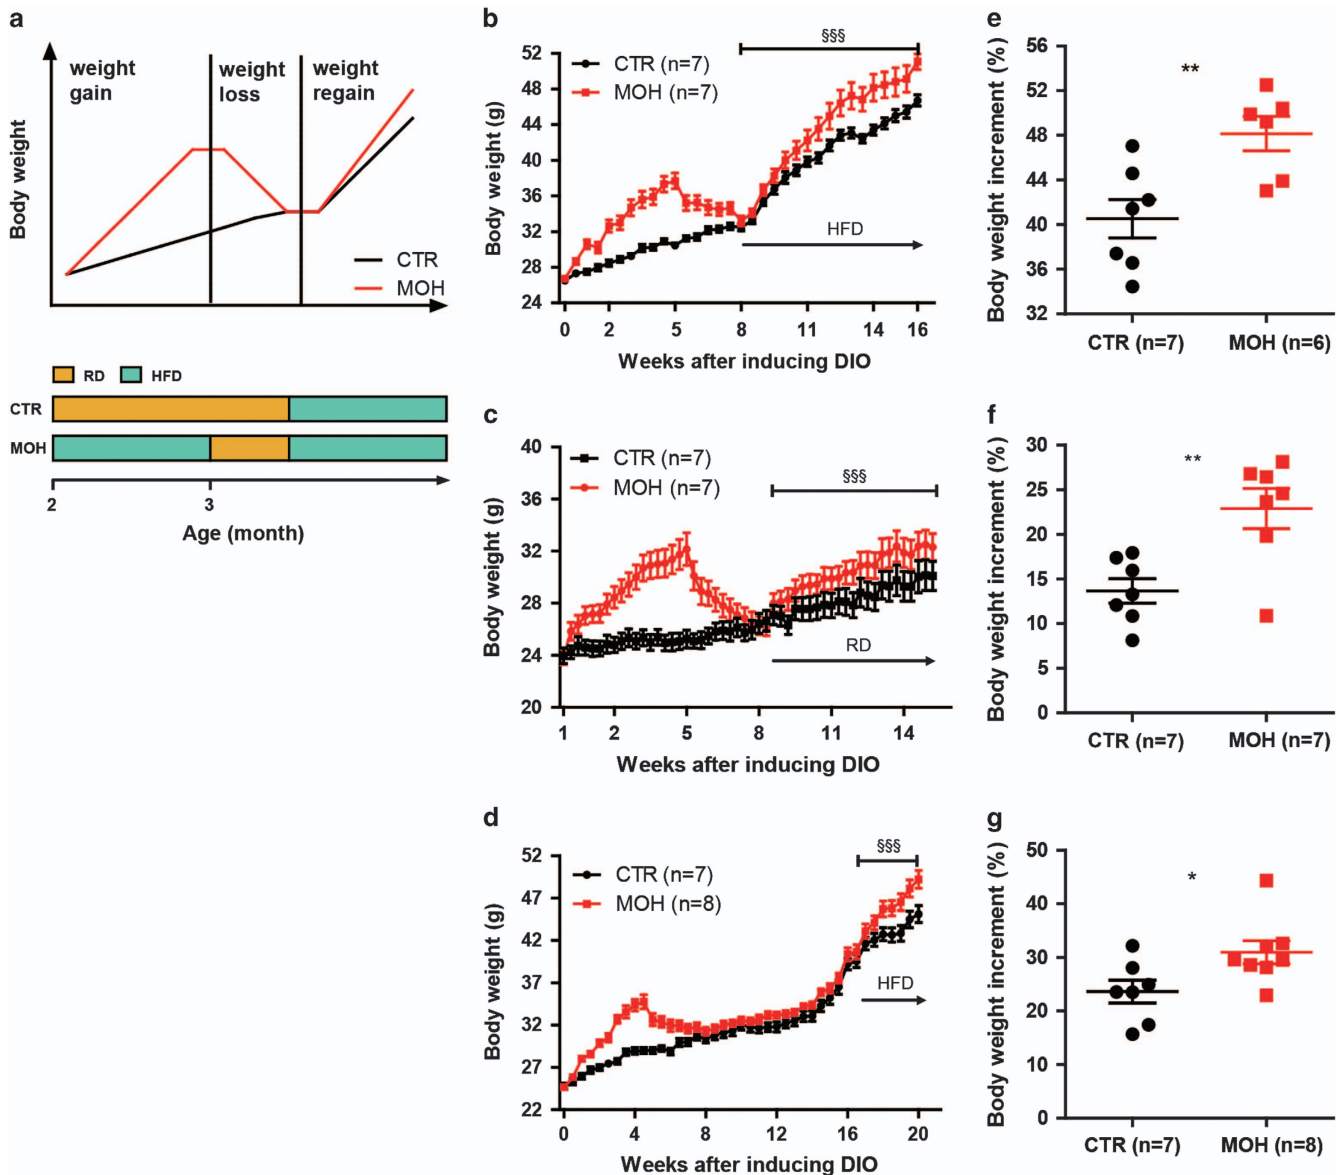 a
weight gain
weight loss
weight regain
Body weight
CTR
MOH
RD
HFD
CTR
MOH
2
3
Age (month)
b
52
48
44
40
36
32
28
24
Body weight (g)
CTR (n=7)
MOH (n=7)
§§§
HFD
0
2
5
8
11
14
16
Weeks after inducing DIO
c
40
36
32
28
24
20
Body weight (g)
CTR (n=7)
MOH (n=7)
§§§
RD
1
2
5
8
11
14
Weeks after inducing DIO
d
52
47
42
37
32
27
22
Body weight (g)
CTR (n=7)
MOH (n=8)
§§§
HFD
0
4
8
12
16
20
Weeks after inducing DIO
e
56
52
48
44
40
36
32
Body weight increment (%)
**
CTR (n=7)
MOH (n=6)
f
30
25
20
15
10
5
0
Body weight increment (%)
**
CTR (n=7)
MOH (n=7)
g
50
40
30
20
10
0
Body weight increment (%)
*
CTR (n=7)
MOH (n=8)